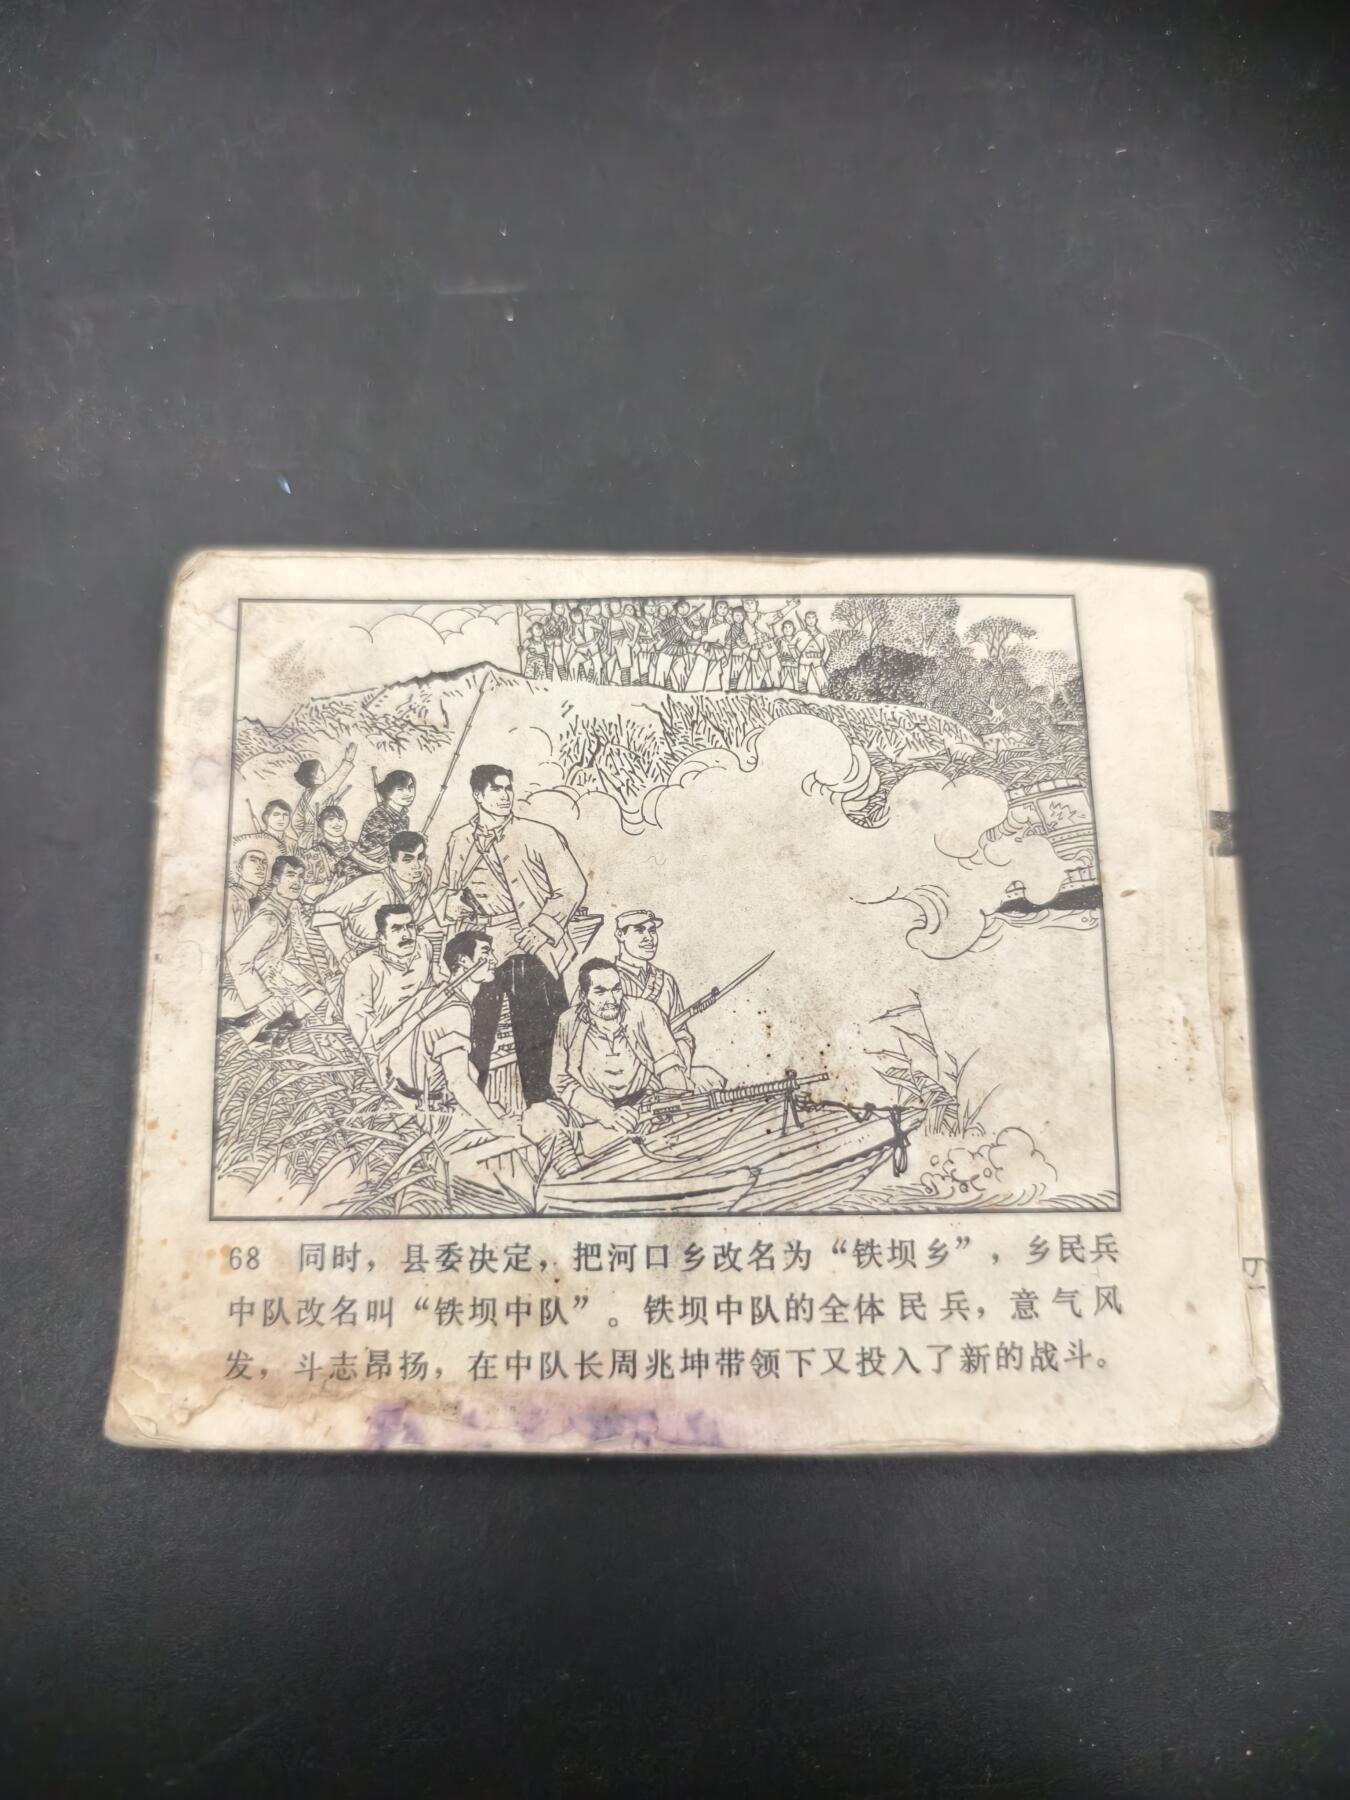 68 同时，县委决定，把河口乡改名为“铁坝乡”，乡民兵
中队改名叫“铁坝中队”。铁坝中队的全体民兵，意气风
发，斗志昂扬，在中队长周兆坤带领下又投入了新的战斗。